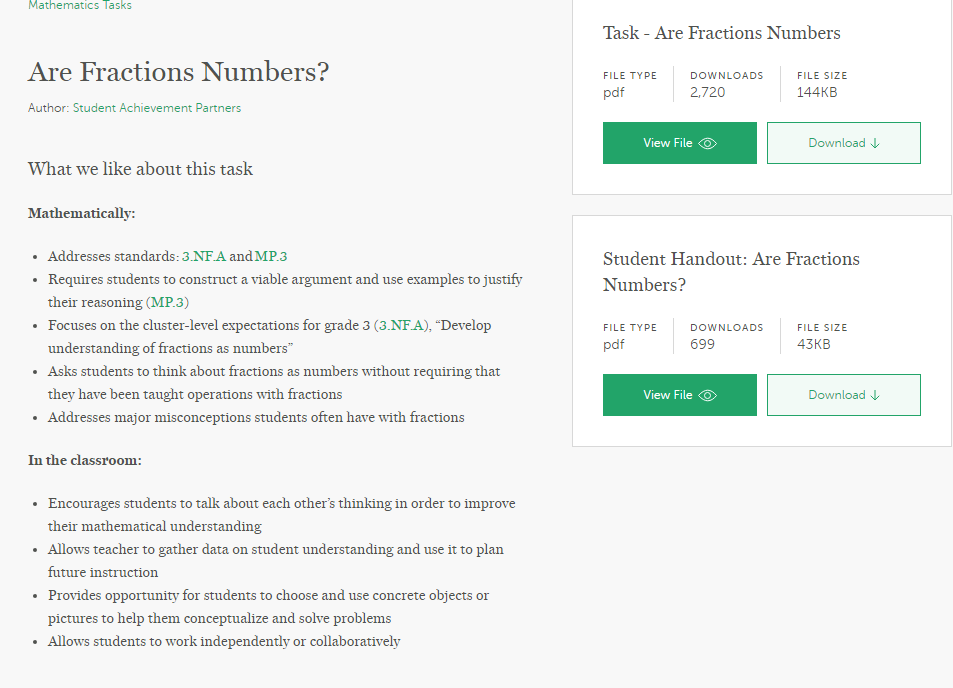 Mathematics Tasks
Are Fractions Numbers?
Author: Student Achievement Partners
What we like about this task
Mathematically:
Addresses standards: 3.NF.A and MP.3
Requires students to construct a viable argument and use examples to justify
their reasoning (MP.3)
Focuses on the cluster-level expectations for grade 3 (3.NF.A), “Develop
understanding of fractions as numbers”
Asks students to think about fractions as numbers without requiring that
they have been taught operations with fractions
Addresses major misconceptions students often have with fractions
In the classroom:
Encourages students to talk about each other’s thinking in order to improve
their mathematical understanding
Allows teacher to gather data on student understanding and use it to plan
future instruction
Provides opportunity for students to choose and use concrete objects or
pictures to help them conceptualize and solve problems
Allows students to work independently or collaboratively
Task - Are Fractions Numbers
FILE TYPE DOWNLOADS FILE SIZE
pdf 2,720 144KB
View File Download
Student Handout: Are Fractions
Numbers?
FILE TYPE DOWNLOADS FILE SIZE
pdf 699 43KB
View File Download